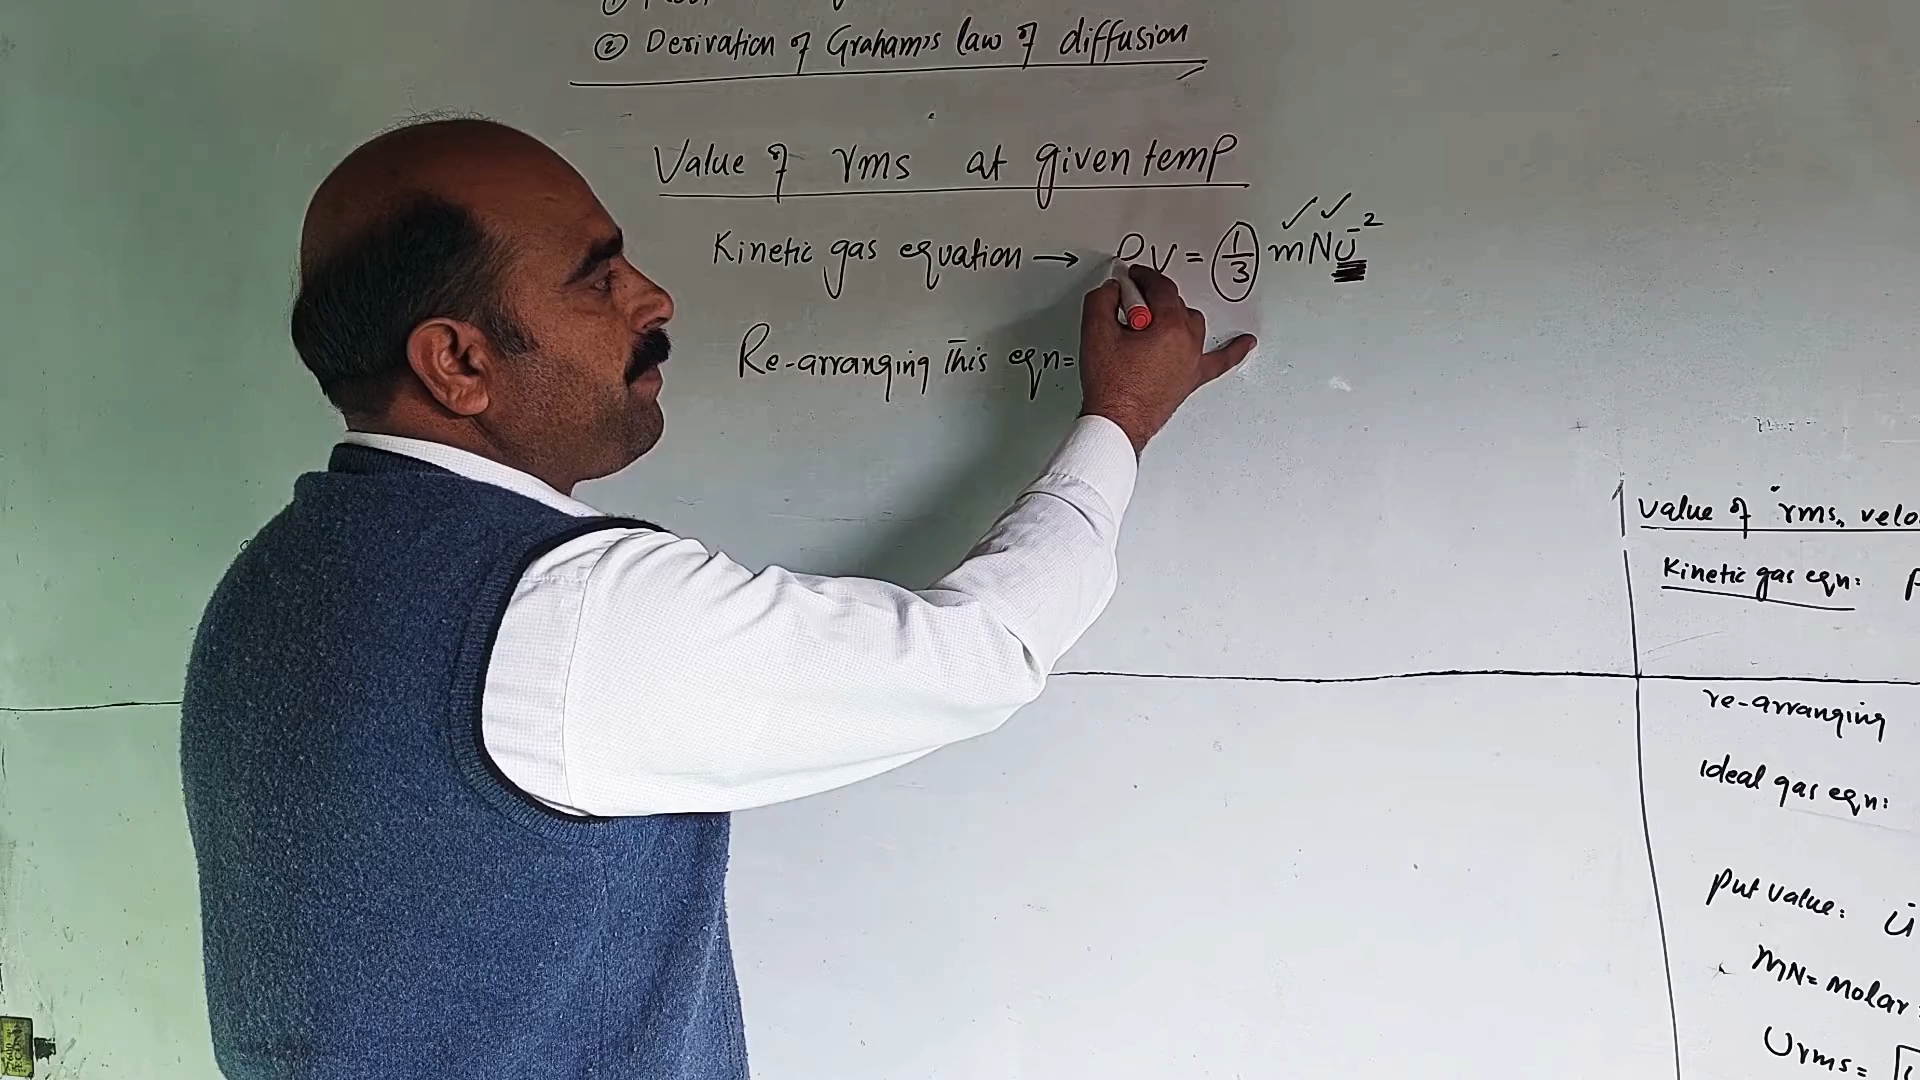 ② Derivation of Graham's law of diffusion
Value of rms at given temp
Kinetic gas equation → PV = 1/3 mNū²
Re-arranging This eqn=
Value of rms, velo
Kinetic gas eqn:
re-arranging
ideal gas eqn:
put value: ū
mN= molar
Urms=